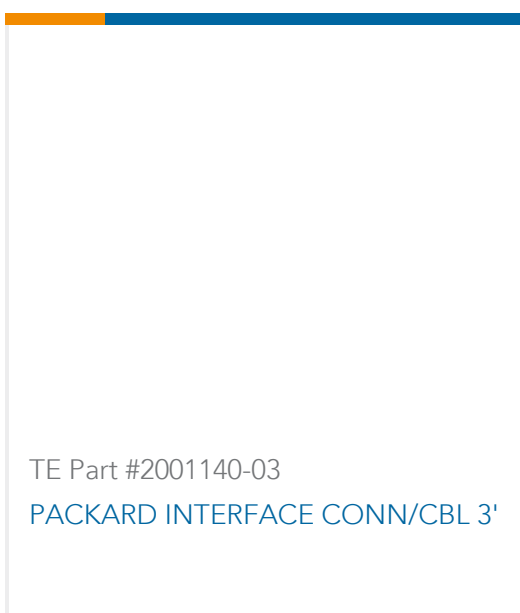 TE Part #2001140-03
PACKARD INTERFACE CONN/CBL 3'